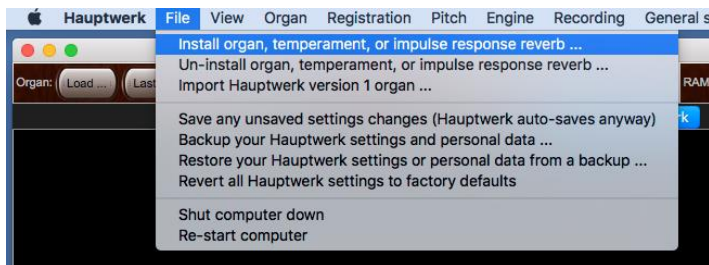 Hauptwerk File View Organ Registration Pitch Engine Recording General s
Install organ, temperament, or impulse response reverb ...
Un-install organ, temperament, or impulse response reverb ...
Organ: Load ... Last RAM
Import Hauptwerk version 1 organ ...
Save any unsaved settings changes (Hauptwerk auto-saves anyway)
Backup your Hauptwerk settings and personal data ...
Restore your Hauptwerk settings or personal data from a backup ...
Revert all Hauptwerk settings to factory defaults
Shut computer down
Re-start computer